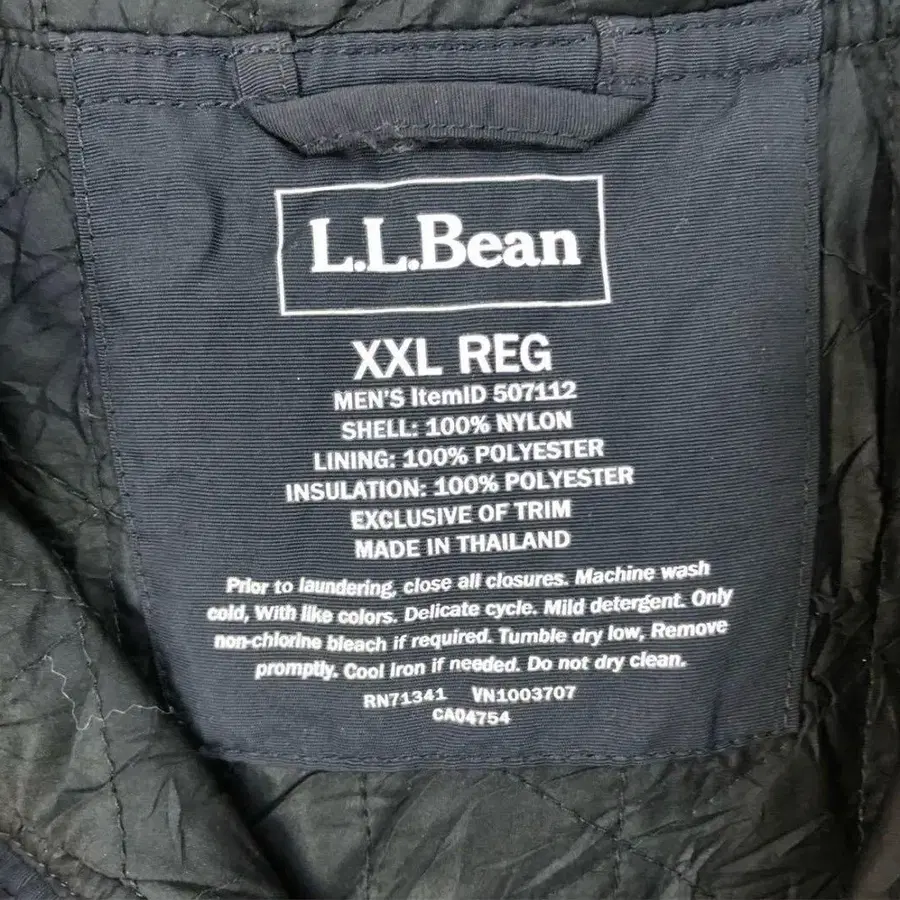 L.L.Bean
XXL REG
MEN'S ItemID 507112
SHELL: 100% NYLON
LINING: 100% POLYESTER
INSULATION: 100% POLYESTER
EXCLUSIVE OF TRIM
MADE IN THAILAND
Prior to laundering, close all closures. Machine wash
cold, With like colors. Delicate cycle. Mild detergent. Only
non-chlorine bleach if required. Tumble dry low, Remove
promptly. Cool Iron if needed. Do not dry clean.
RN71341 VN1003707
CA04754